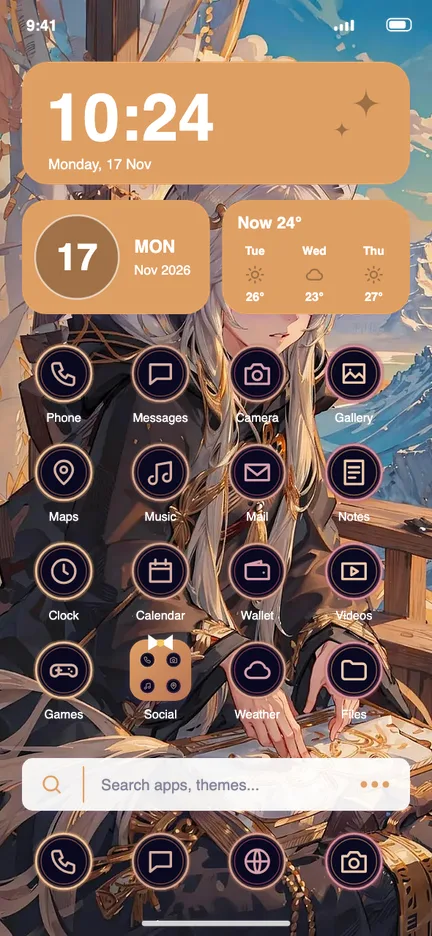 9:41
10:24
Monday, 17 Nov
17
MON
Nov 2026
Now 24°
Tue Wed Thu
26° 23° 27°
Phone Messages Camera Gallery
Maps Music Mail Notes
Clock Calendar Wallet Videos
Games Social Weather Files
Search apps, themes...